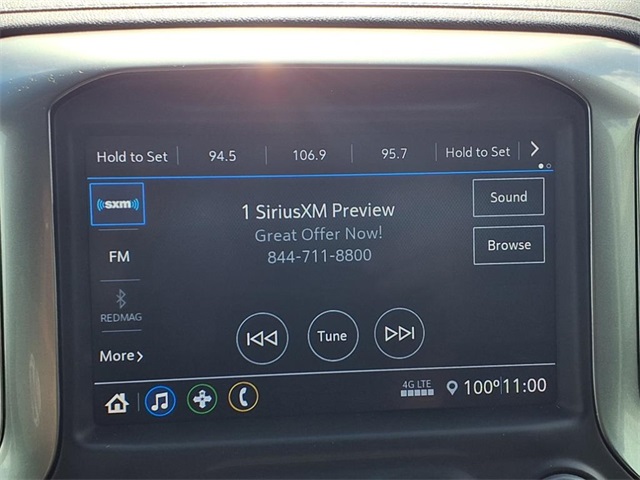 Hold to Set 94.5 106.9 95.7 Hold to Set >
((sxm)) 1 SiriusXM Preview Sound
Great Offer Now!
FM 844-711-8800 Browse
REDMAG
Tune
More >
4G LTE 100° 11:00